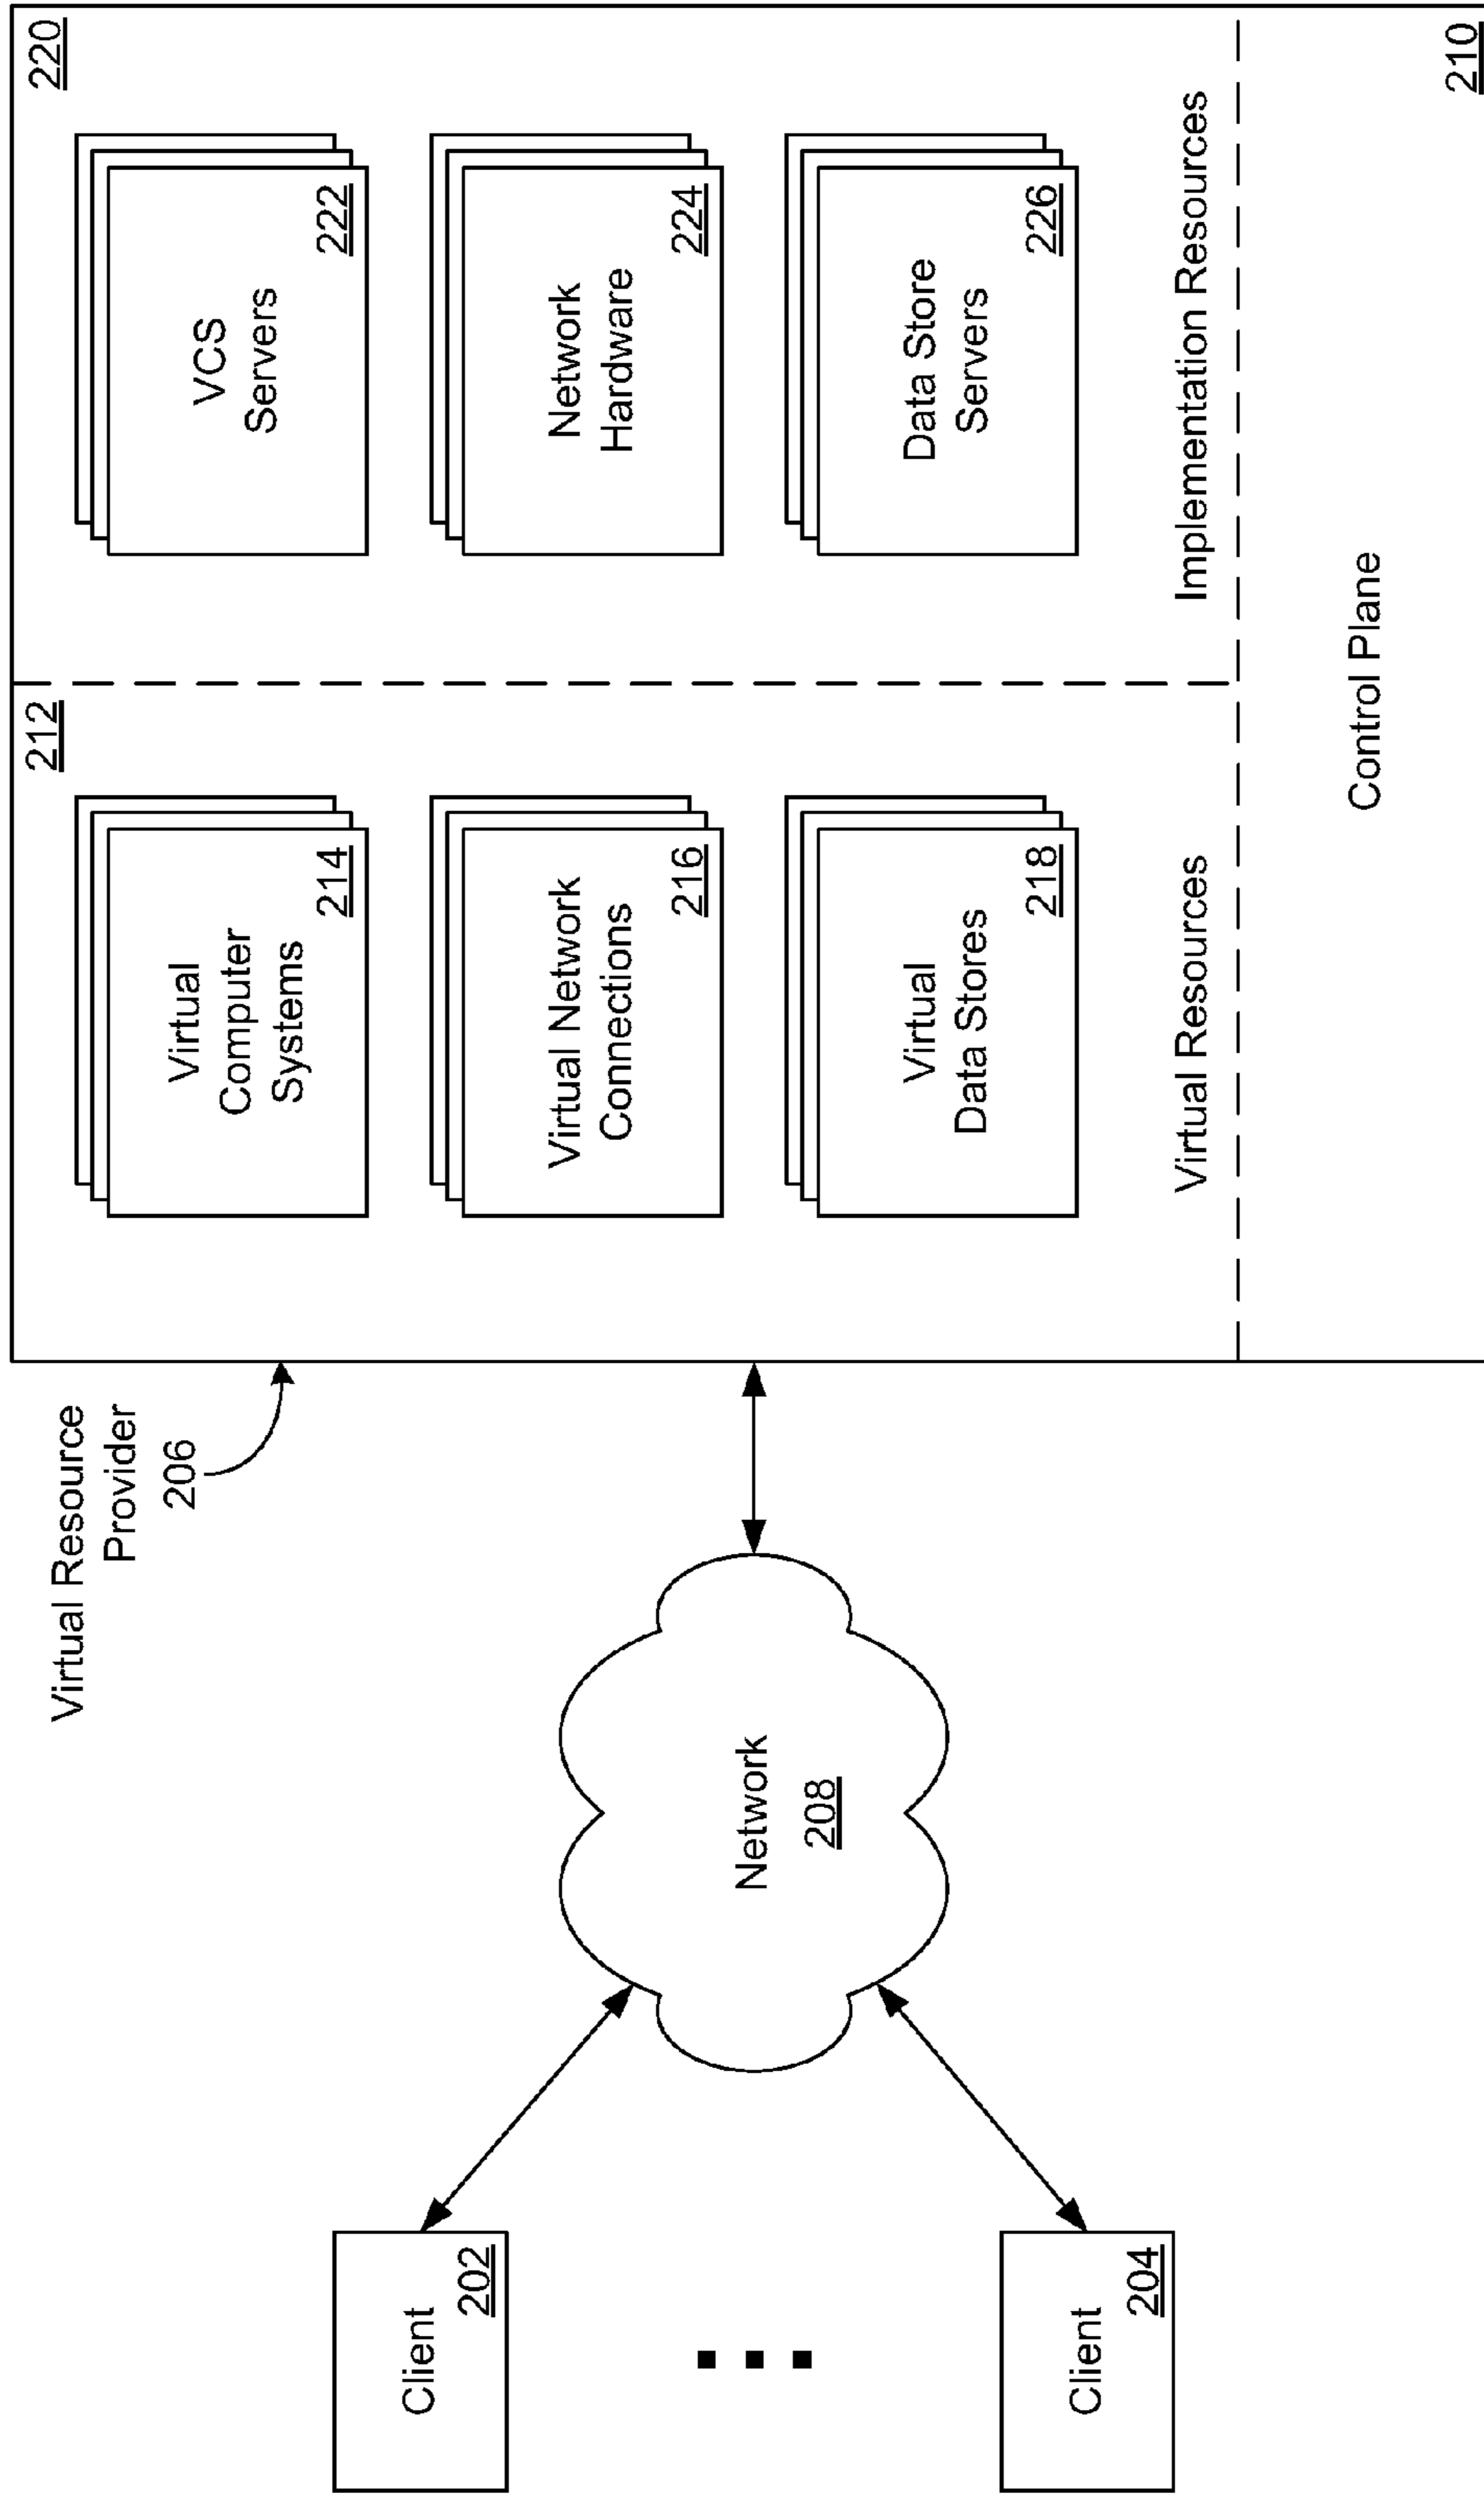 Client
202
Client
204
Network
208
Virtual Resource
Provider
206
212
Virtual
Computer
Systems
214
Virtual Network
Connections
216
Virtual
Data Stores
218
Virtual Resources
220
VCS
Servers
222
Network
Hardware
224
Data Store
Servers
226
Implementation Resources
Control Plane
210